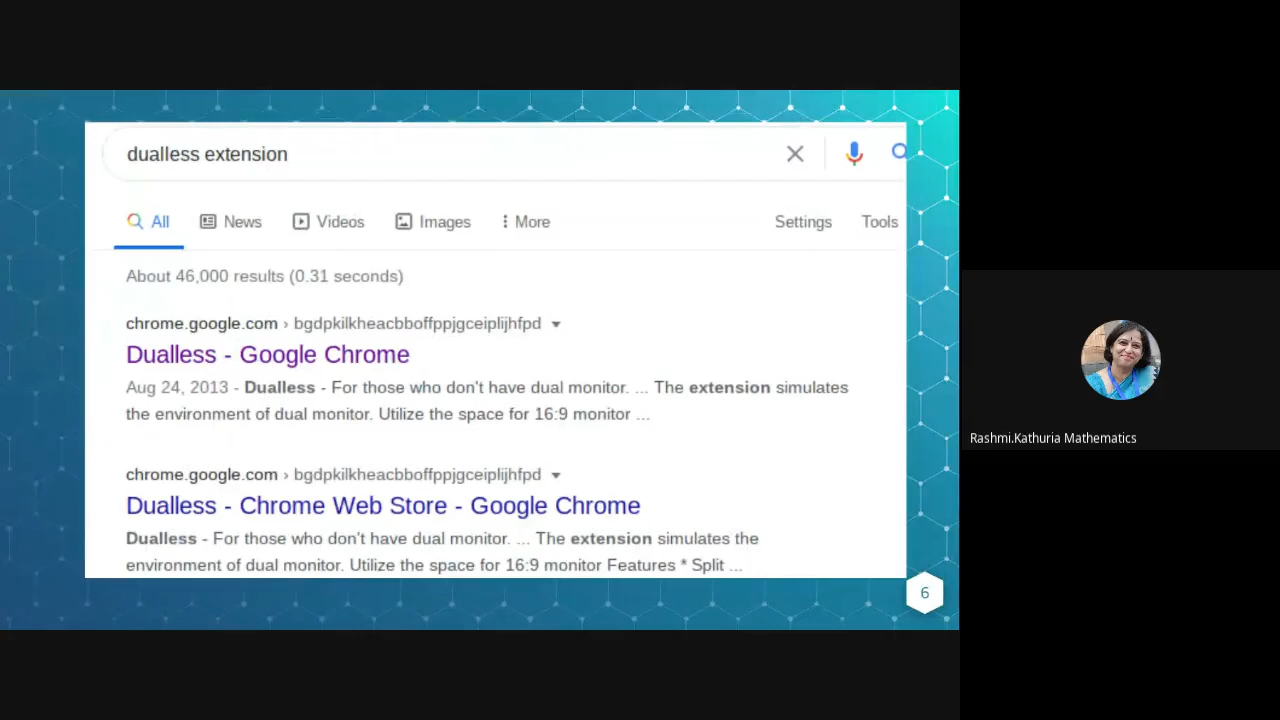 dualless extension
All News Videos Images More Settings Tools
About 46,000 results (0.31 seconds)
chrome.google.com › bgdpkilkheacbboffppjgceiplijhfpd
Dualless - Google Chrome
Aug 24, 2013 - Dualless - For those who don't have dual monitor. ... The extension simulates
the environment of dual monitor. Utilize the space for 16:9 monitor ...
chrome.google.com › bgdpkilkheacbboffppjgceiplijhfpd
Dualless - Chrome Web Store - Google Chrome
Dualless - For those who don't have dual monitor. ... The extension simulates the
environment of dual monitor. Utilize the space for 16:9 monitor Features * Split ...
6
Rashmi.Kathuria Mathematics